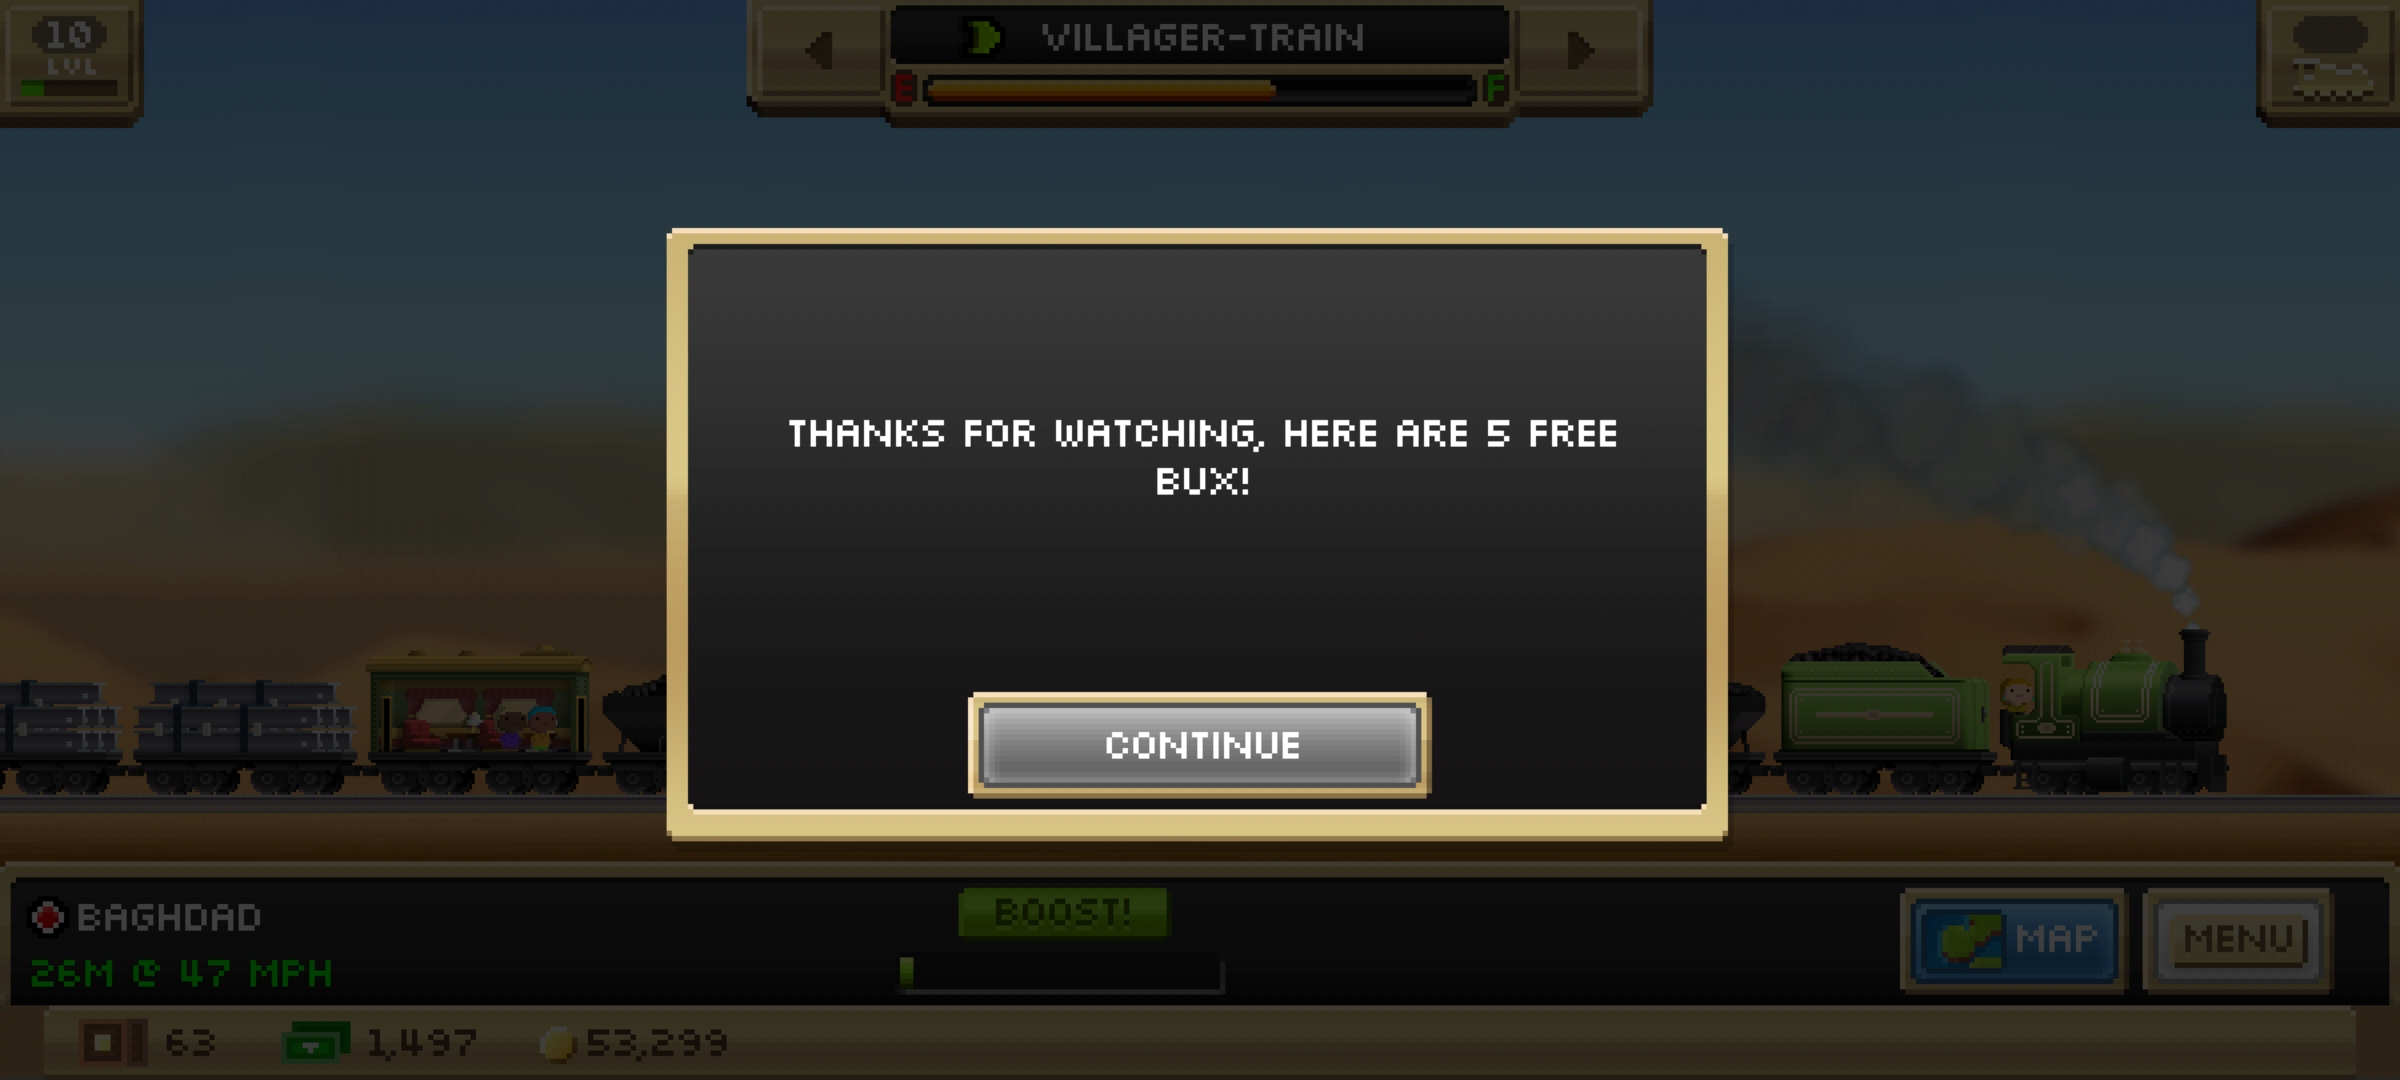 10
LVL
VILLAGER-TRAIN
E F
THANKS FOR WATCHING, HERE ARE 5 FREE
BUX!
CONTINUE
BAGHDAD
26M @ 47 MPH
BOOST!
MAP
MENU
63 1,497 53,299